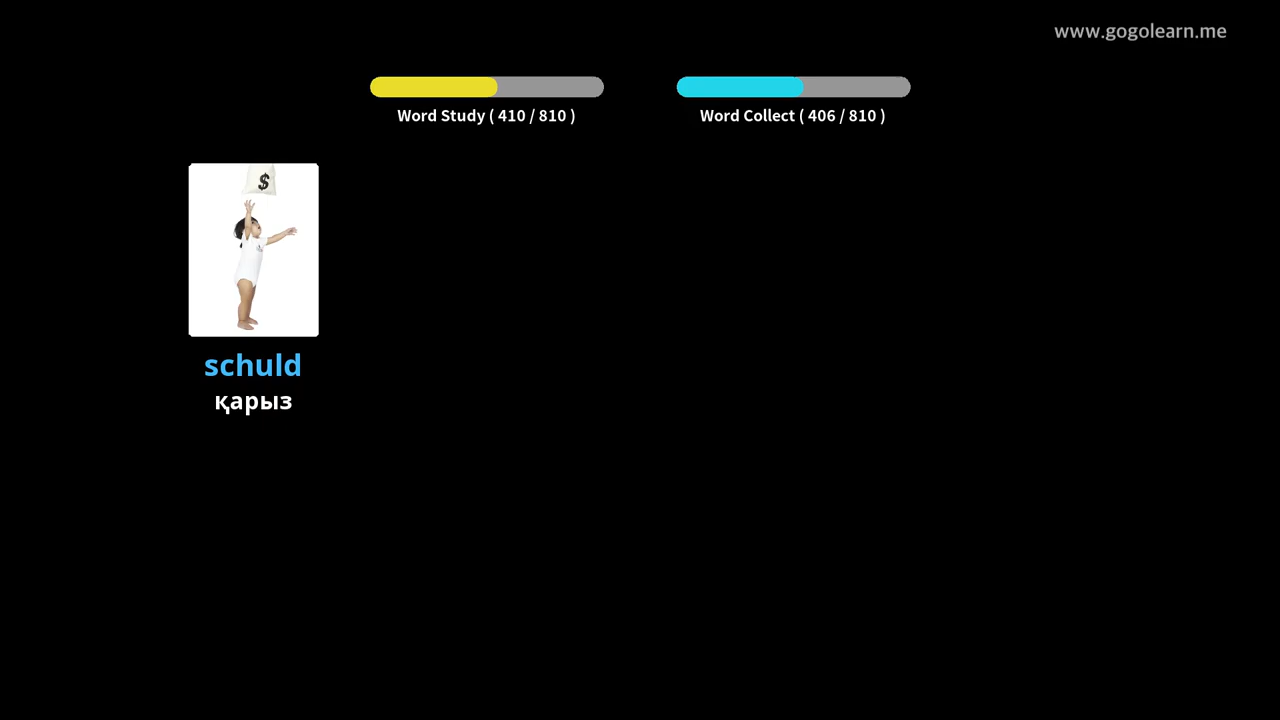 www.gogolearn.me
Word Study ( 410 / 810 )
Word Collect ( 406 / 810 )
$
schuld
қарыз